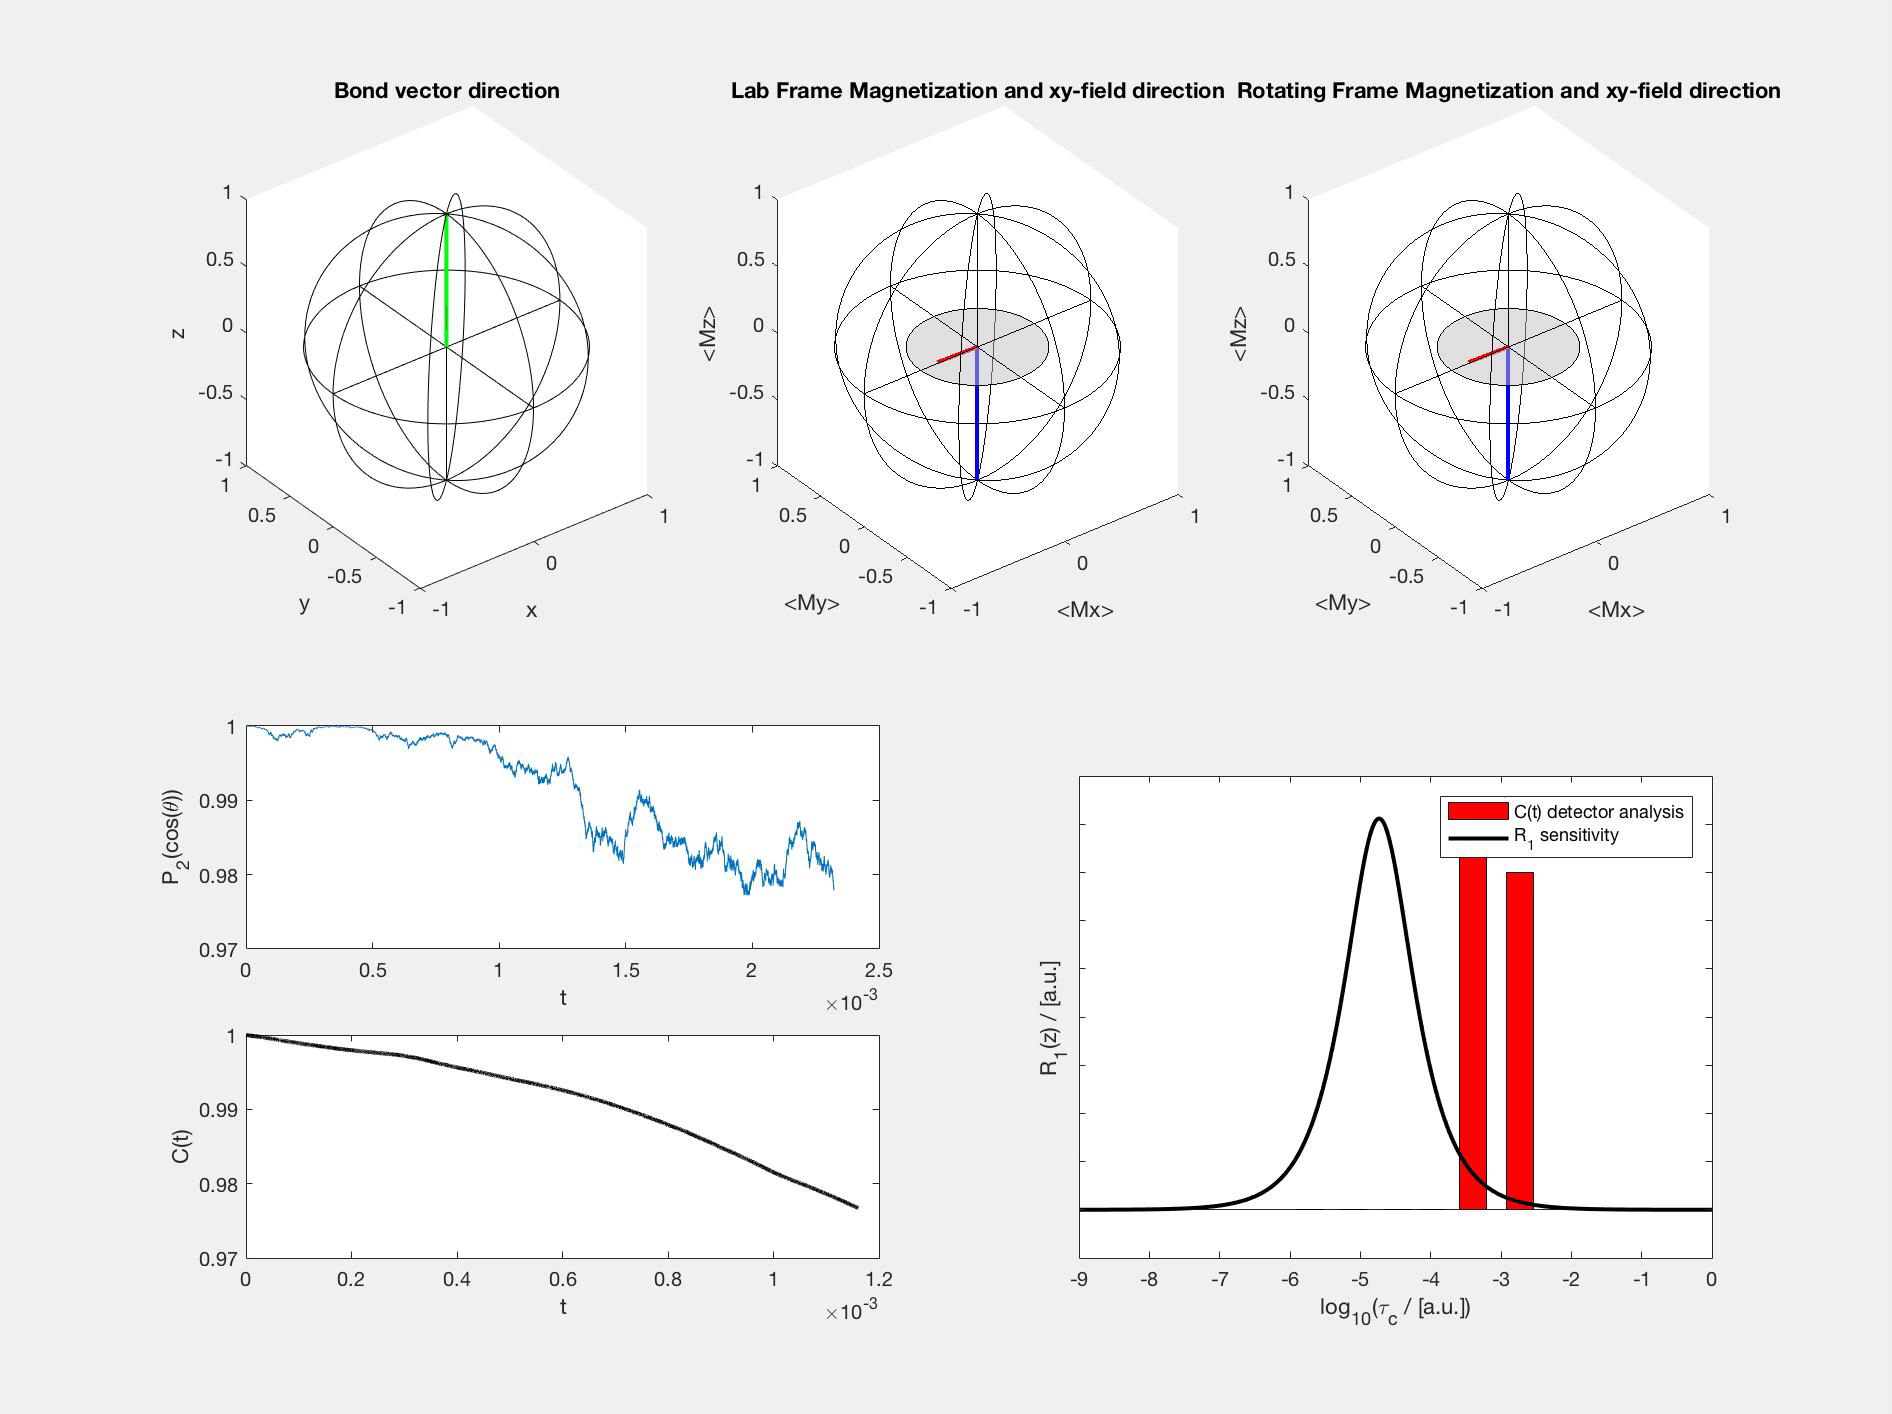 Bond vector direction
Lab Frame Magnetization and xy-field direction
Rotating Frame Magnetization and xy-field direction
1
0.5
0
-0.5
-1
z
1
0.5
0
-0.5
-1
y
-1
0
1
x
1
0.5
0
-0.5
-1
<Mz>
1
0.5
0
-0.5
-1
<My>
-1
0
1
<Mx>
1
0.5
0
-0.5
-1
<Mz>
1
0.5
0
-0.5
-1
<My>
-1
0
1
<Mx>
1
0.99
0.98
0.97
P2(cos(θ))
0 0.5 1 1.5 2 2.5
×10-3
t
1
0.99
0.98
0.97
C(t)
0 0.2 0.4 0.6 0.8 1 1.2
×10-3
t
C(t) detector analysis
R1 sensitivity
R1(z) / [a.u.]
-9 -8 -7 -6 -5 -4 -3 -2 -1 0
log10(τc / [a.u.])